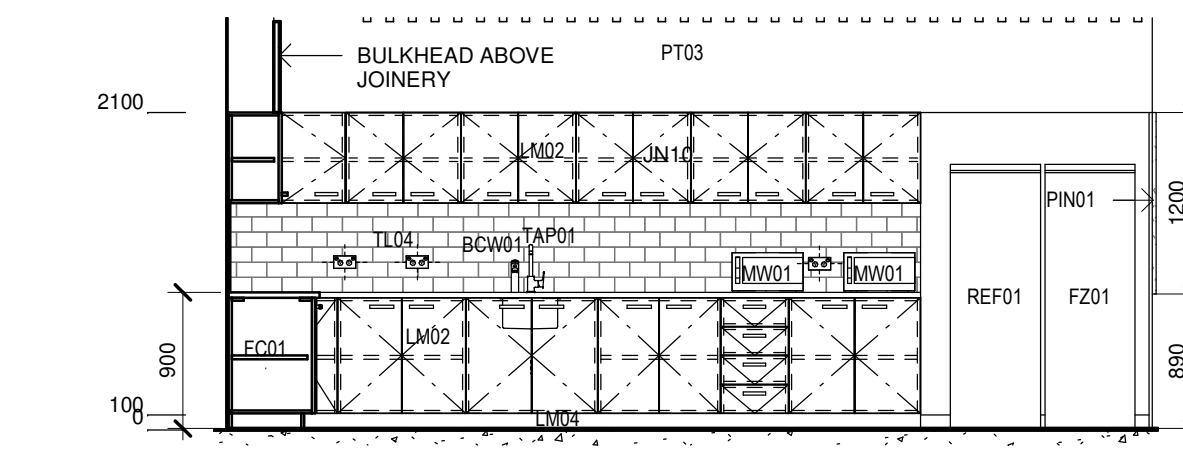 BULKHEAD ABOVE
JOINERY
PT03
2100
LM02
JN10
PIN01
1200
TL04
BCW01
TAP01
MW01
MW01
REF01
FZ01
900
FC01
LM02
890
100
0
LM04